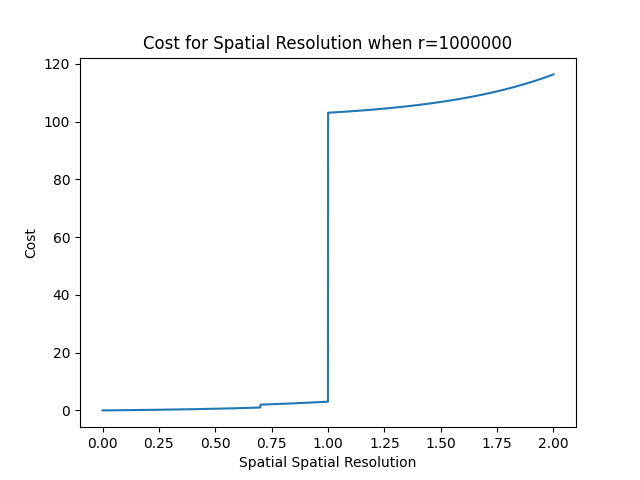 Cost for Spatial Resolution when r=1000000
120
100
80
60
40
20
0
Cost
0.00 0.25 0.50 0.75 1.00 1.25 1.50 1.75 2.00
Spatial Spatial Resolution